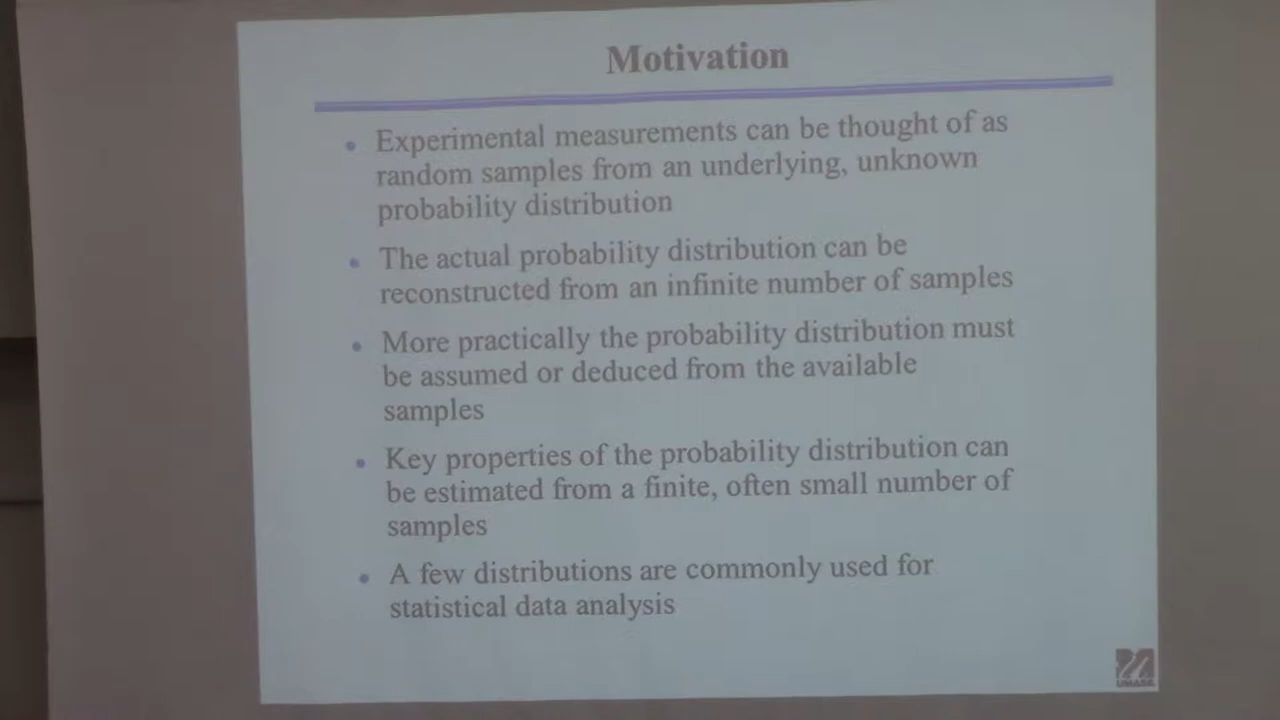 Motivation
• Experimental measurements can be thought of as
random samples from an underlying, unknown
probability distribution
• The actual probability distribution can be
reconstructed from an infinite number of samples
• More practically the probability distribution must
be assumed or deduced from the available
samples
• Key properties of the probability distribution can
be estimated from a finite, often small number of
samples
• A few distributions are commonly used for
statistical data analysis